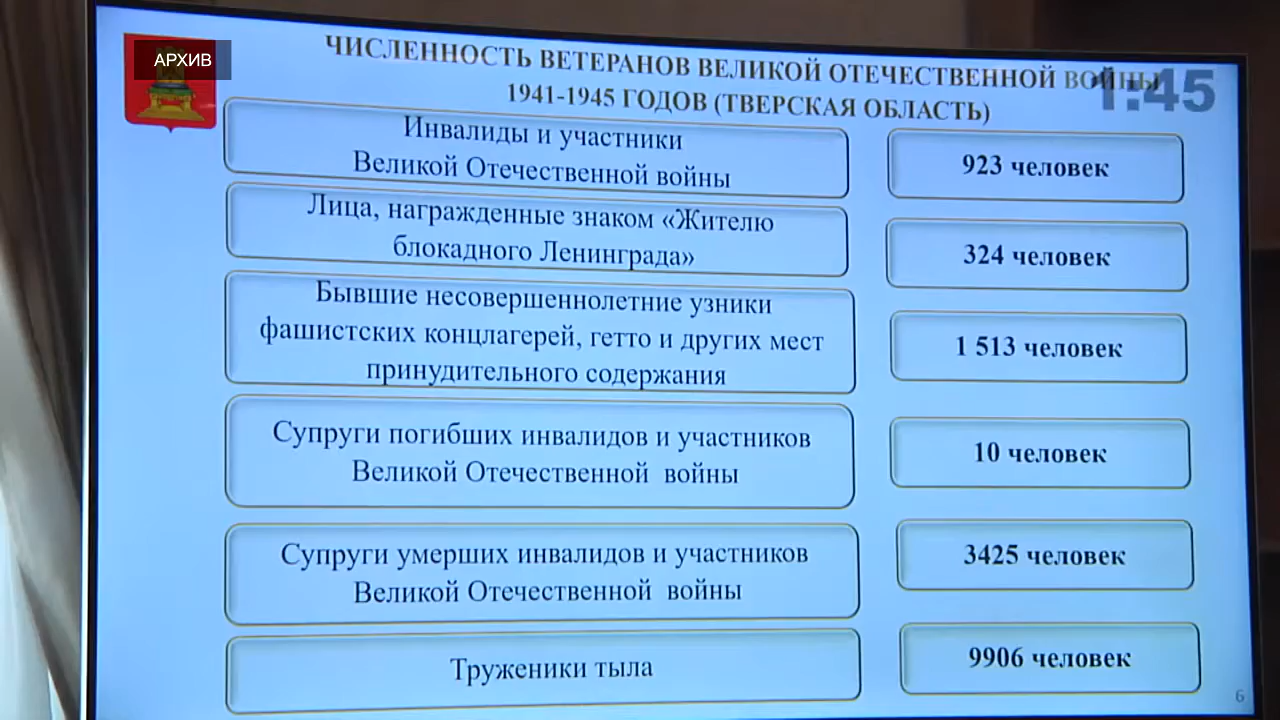 АРХИВ
ЧИСЛЕННОСТЬ ВЕТЕРАНОВ ВЕЛИКОЙ ОТЕЧЕСТВЕННОЙ ВОЙНЫ
1941-1945 ГОДОВ (ТВЕРСКАЯ ОБЛАСТЬ)
1:45
Инвалиды и участники
Великой Отечественной войны
923 человек
Лица, награжденные знаком «Жителю
блокадного Ленинграда»
324 человек
Бывшие несовершеннолетние узники
фашистских концлагерей, гетто и других мест
принудительного содержания
1 513 человек
Супруги погибших инвалидов и участников
Великой Отечественной войны
10 человек
Супруги умерших инвалидов и участников
Великой Отечественной войны
3425 человек
Труженики тыла
9906 человек
6